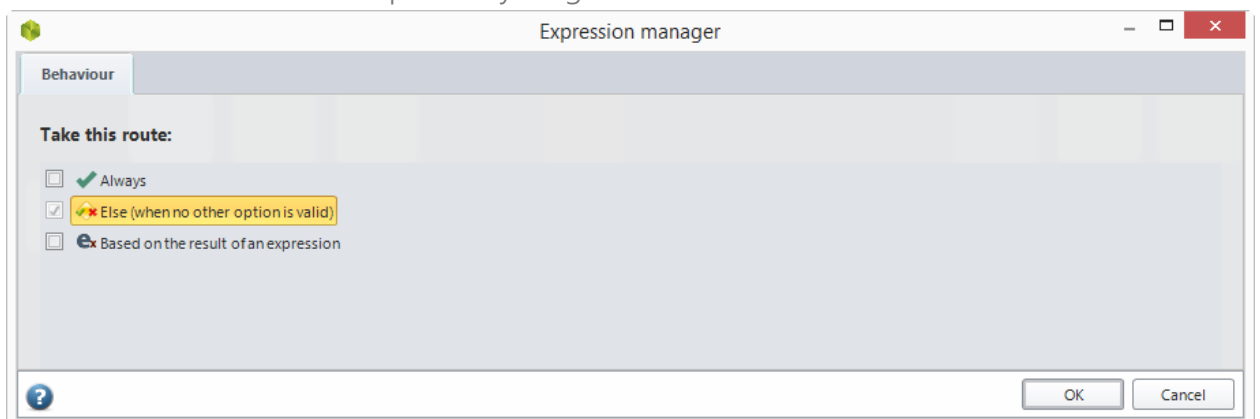 Expression manager
Behaviour
Take this route:
Always
Else (when no other option is valid)
Based on the result of an expression
OK
Cancel